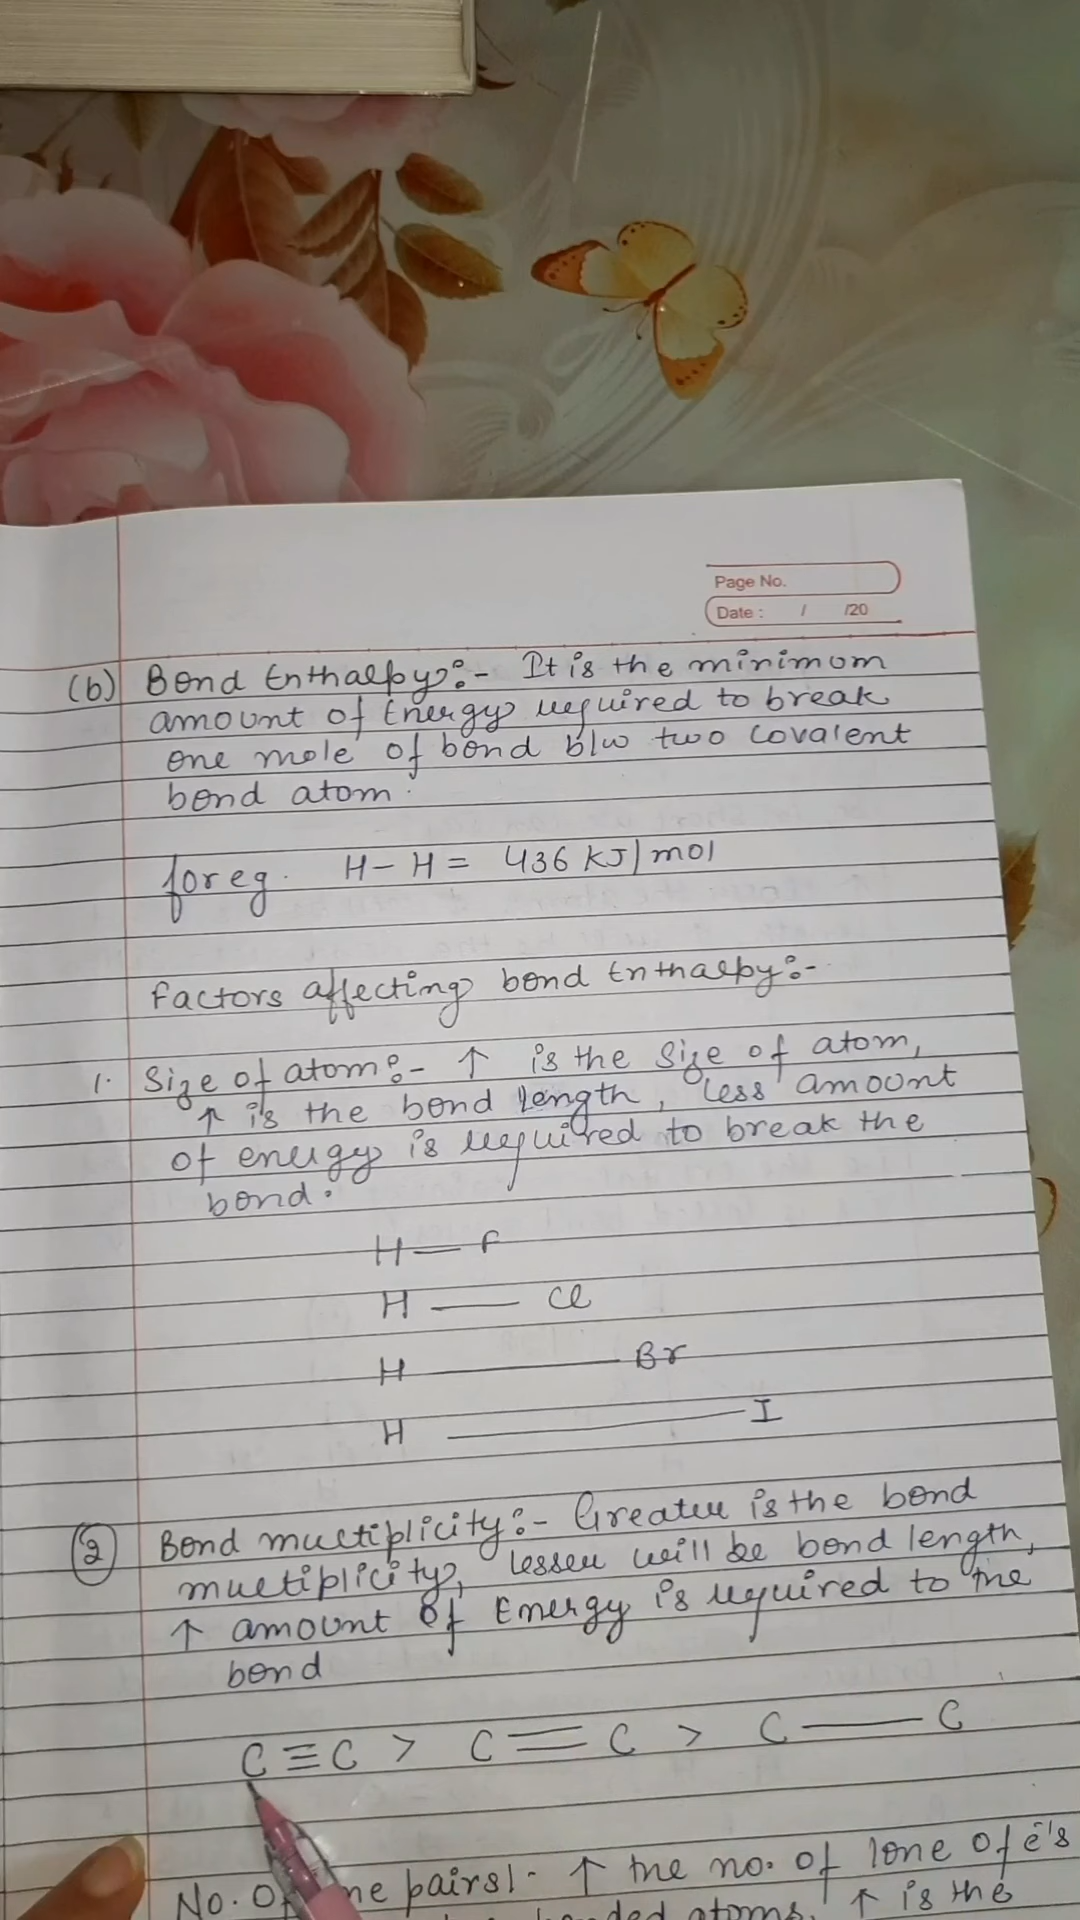 Page No.
Date : / /20
(b) Bond Enthalpy:- It is the minimum
amount of Energy required to break
one mole of bond b/w two covalent
bond atom.
for eg. H-H = 436 KJ/mol
Factors affecting bond Enthalpy:-
1. Size of atom:- ↑ is the size of atom,
↑ is the bond length, less amount
of energy is required to break the
bond.
H—F
H—Cl
H—Br
H—I
(2) Bond multiplicity:- Greater is the bond
multiplicity, lesser will be bond length,
↑ amount of Energy is required to the
bond
C≡C > C=C > C—C
No. Of pairs:- ↑ the no. of lone of e's
atoms, ↑ is the